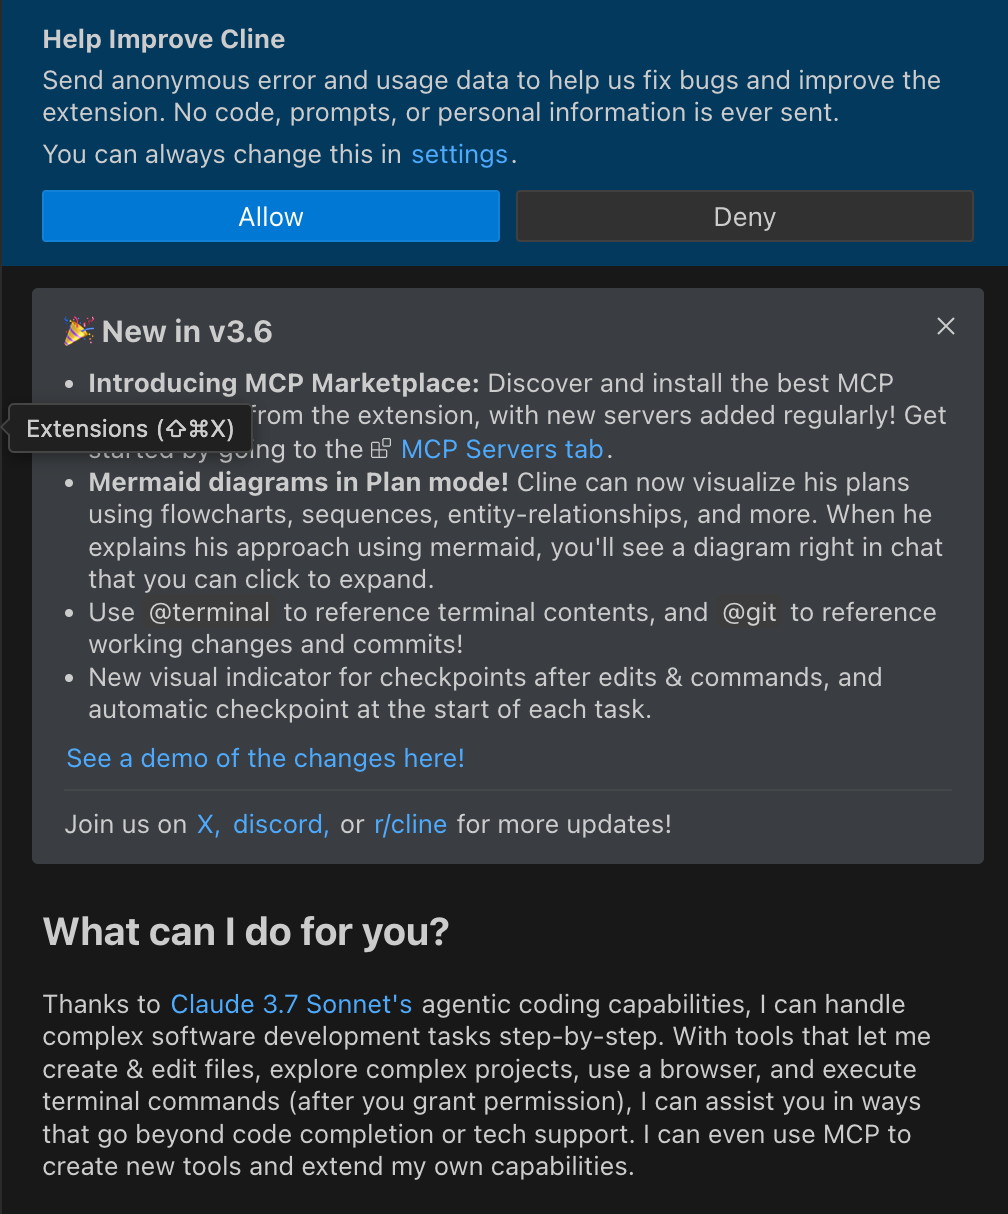 Help Improve Cline
Send anonymous error and usage data to help us fix bugs and improve the
extension. No code, prompts, or personal information is ever sent.
You can always change this in settings.
Allow
Deny
🎉 New in v3.6
• Introducing MCP Marketplace: Discover and install the best MCP
from the extension, with new servers added regularly! Get
Extensions (⇧⌘X)
started by going to the MCP Servers tab.
• Mermaid diagrams in Plan mode! Cline can now visualize his plans
using flowcharts, sequences, entity-relationships, and more. When he
explains his approach using mermaid, you'll see a diagram right in chat
that you can click to expand.
• Use @terminal to reference terminal contents, and @git to reference
working changes and commits!
• New visual indicator for checkpoints after edits & commands, and
automatic checkpoint at the start of each task.
See a demo of the changes here!
Join us on X, discord, or r/cline for more updates!
What can I do for you?
Thanks to Claude 3.7 Sonnet's agentic coding capabilities, I can handle
complex software development tasks step-by-step. With tools that let me
create & edit files, explore complex projects, use a browser, and execute
terminal commands (after you grant permission), I can assist you in ways
that go beyond code completion or tech support. I can even use MCP to
create new tools and extend my own capabilities.